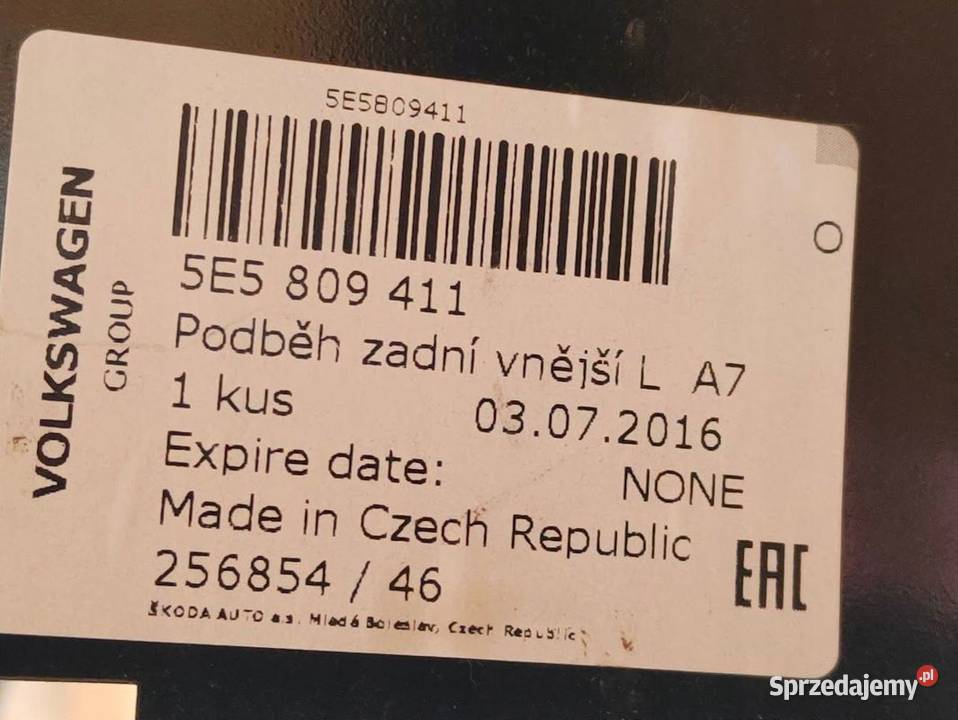 5E5809411
VOLKSWAGEN
GROUP
5E5 809 411
Podběh zadní vnější L A7
1 kus 03.07.2016
Expire date: NONE
Made in Czech Republic
256854 / 46
EAC
ŠKODA AUTO a.s. Mladá Boleslav, Czech Republic
Sprzedajemy.pl